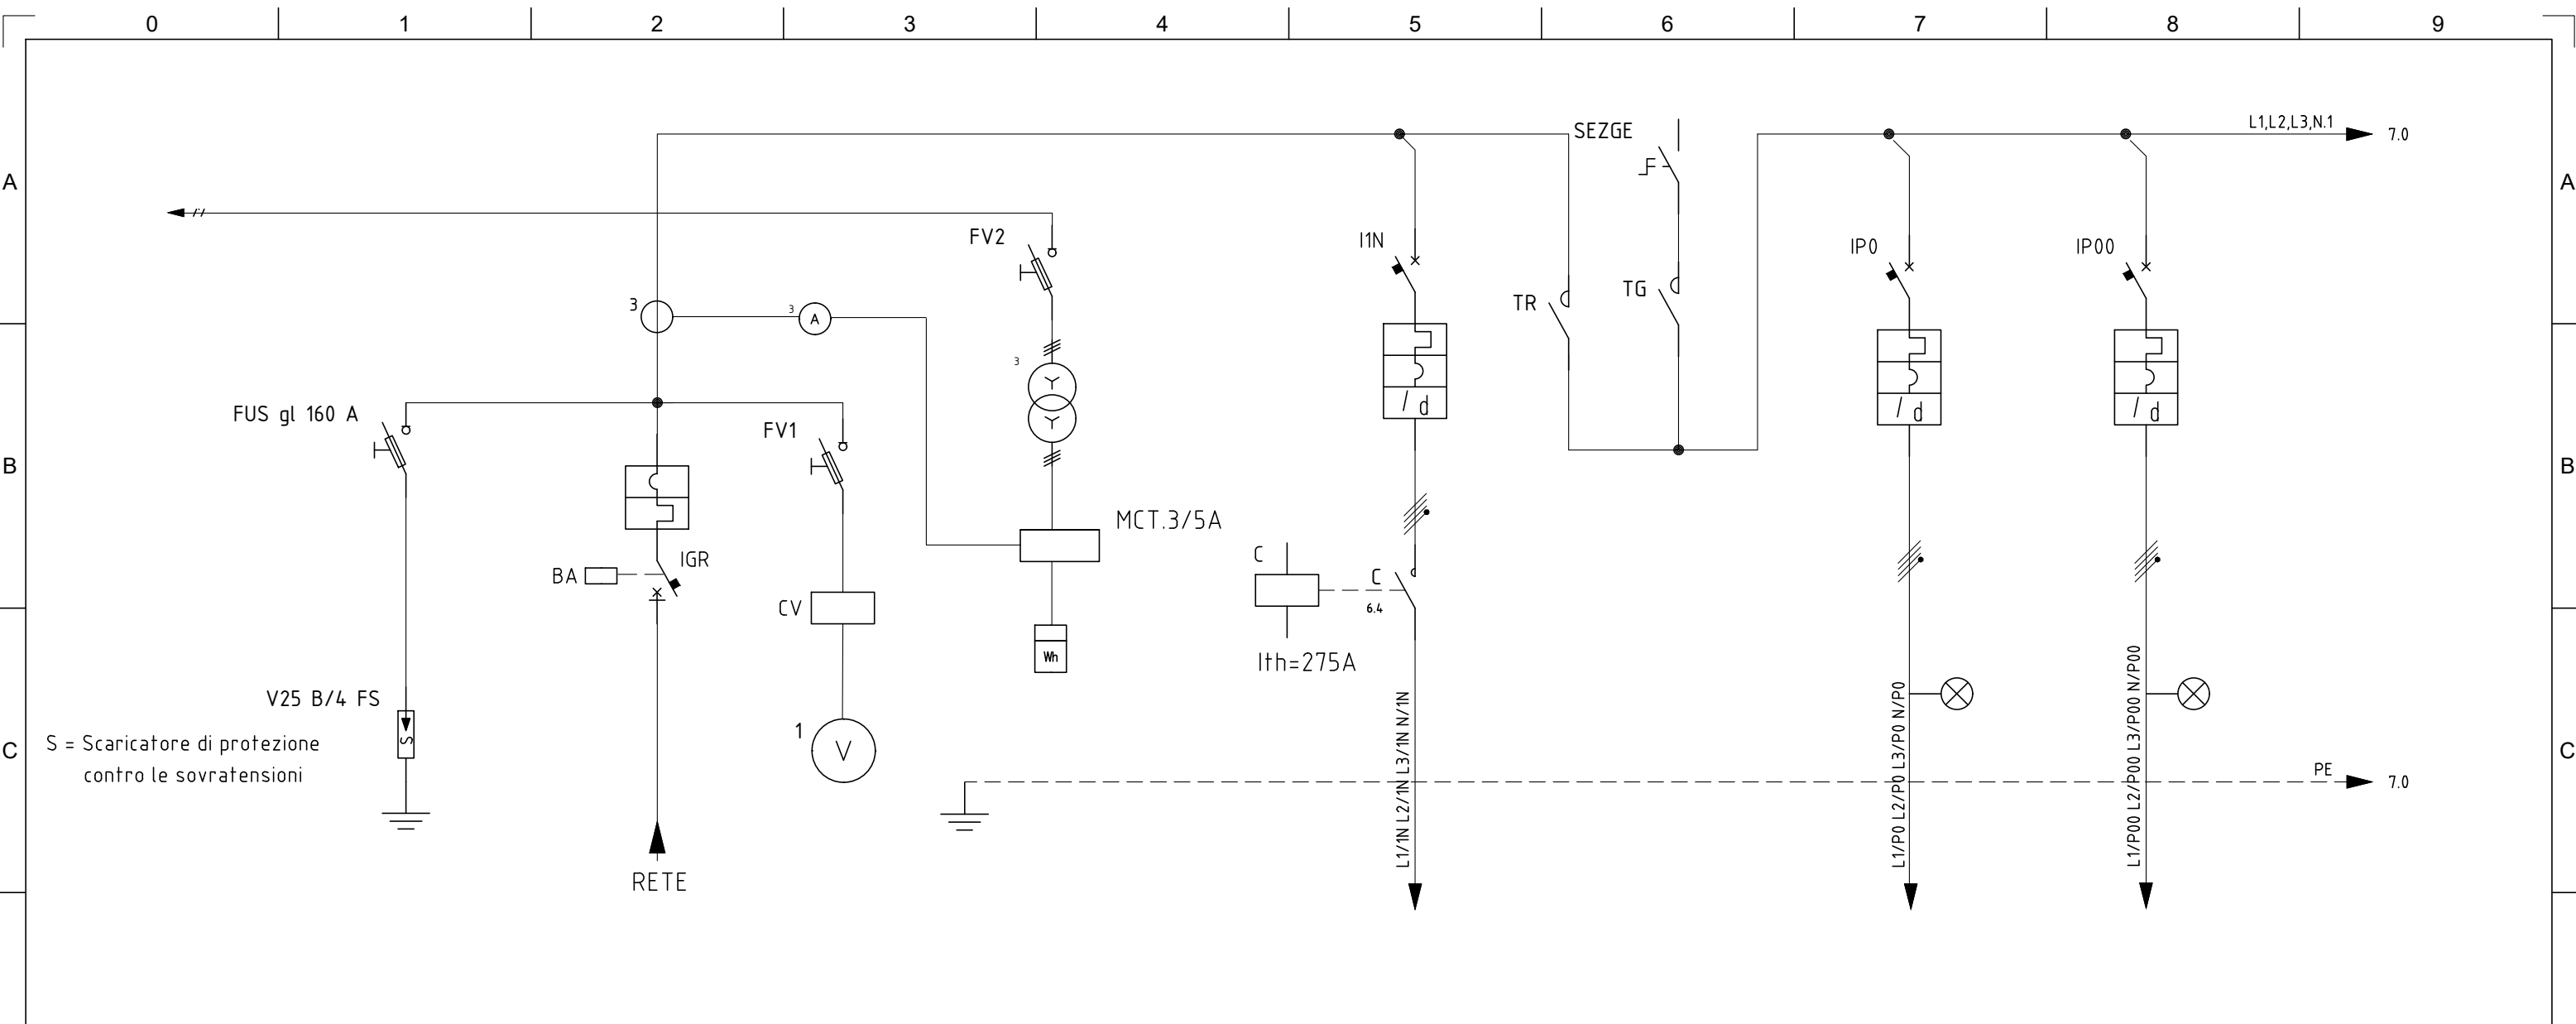 0 1 2 3 4 5 6 7 8 9
A A
B B
C C
L1,L2,L3,N.1
7.0
SEZGE
FV2
I1N
IP0
IP00
3
3
A
TR
TG
3
FUS gl 160 A
FV1
d
d
d
MCT.3/5A
IGR
BA
C
C
6.4
CV
Wh
Ith=275A
V25 B/4 FS
S
S = Scaricatore di protezione
contro le sovratensioni
1
V
PE
7.0
RETE
L1/1N L2/1N L3/1N N/1N
L1/P0 L2/P0 L3/P0 N/P0
L1/P00 L2/P00 L3/P00 N/P00